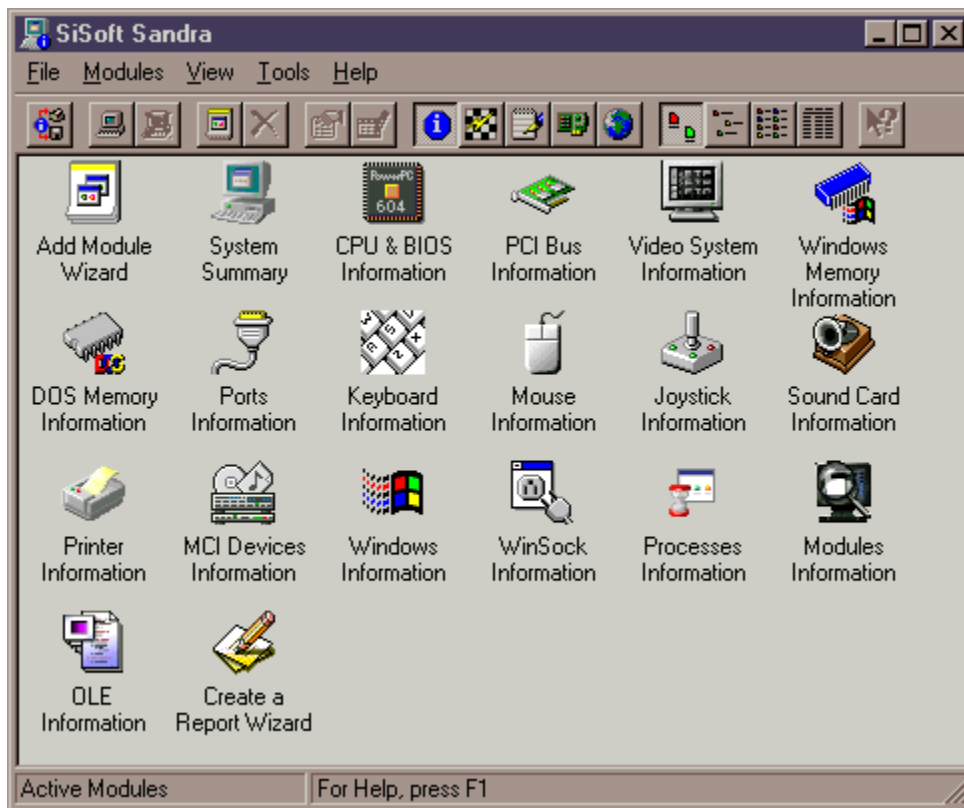 SiSoft Sandra
File Modules View Tools Help
PowerPC
604
Add Module
Wizard
System
Summary
CPU & BIOS
Information
PCI Bus
Information
Video System
Information
Windows
Memory
Information
DOS Memory
Information
Ports
Information
Keyboard
Information
Mouse
Information
Joystick
Information
Sound Card
Information
Printer
Information
MCI Devices
Information
Windows
Information
WinSock
Information
Processes
Information
Modules
Information
OLE
Information
Create a
Report Wizard
Active Modules
For Help, press F1